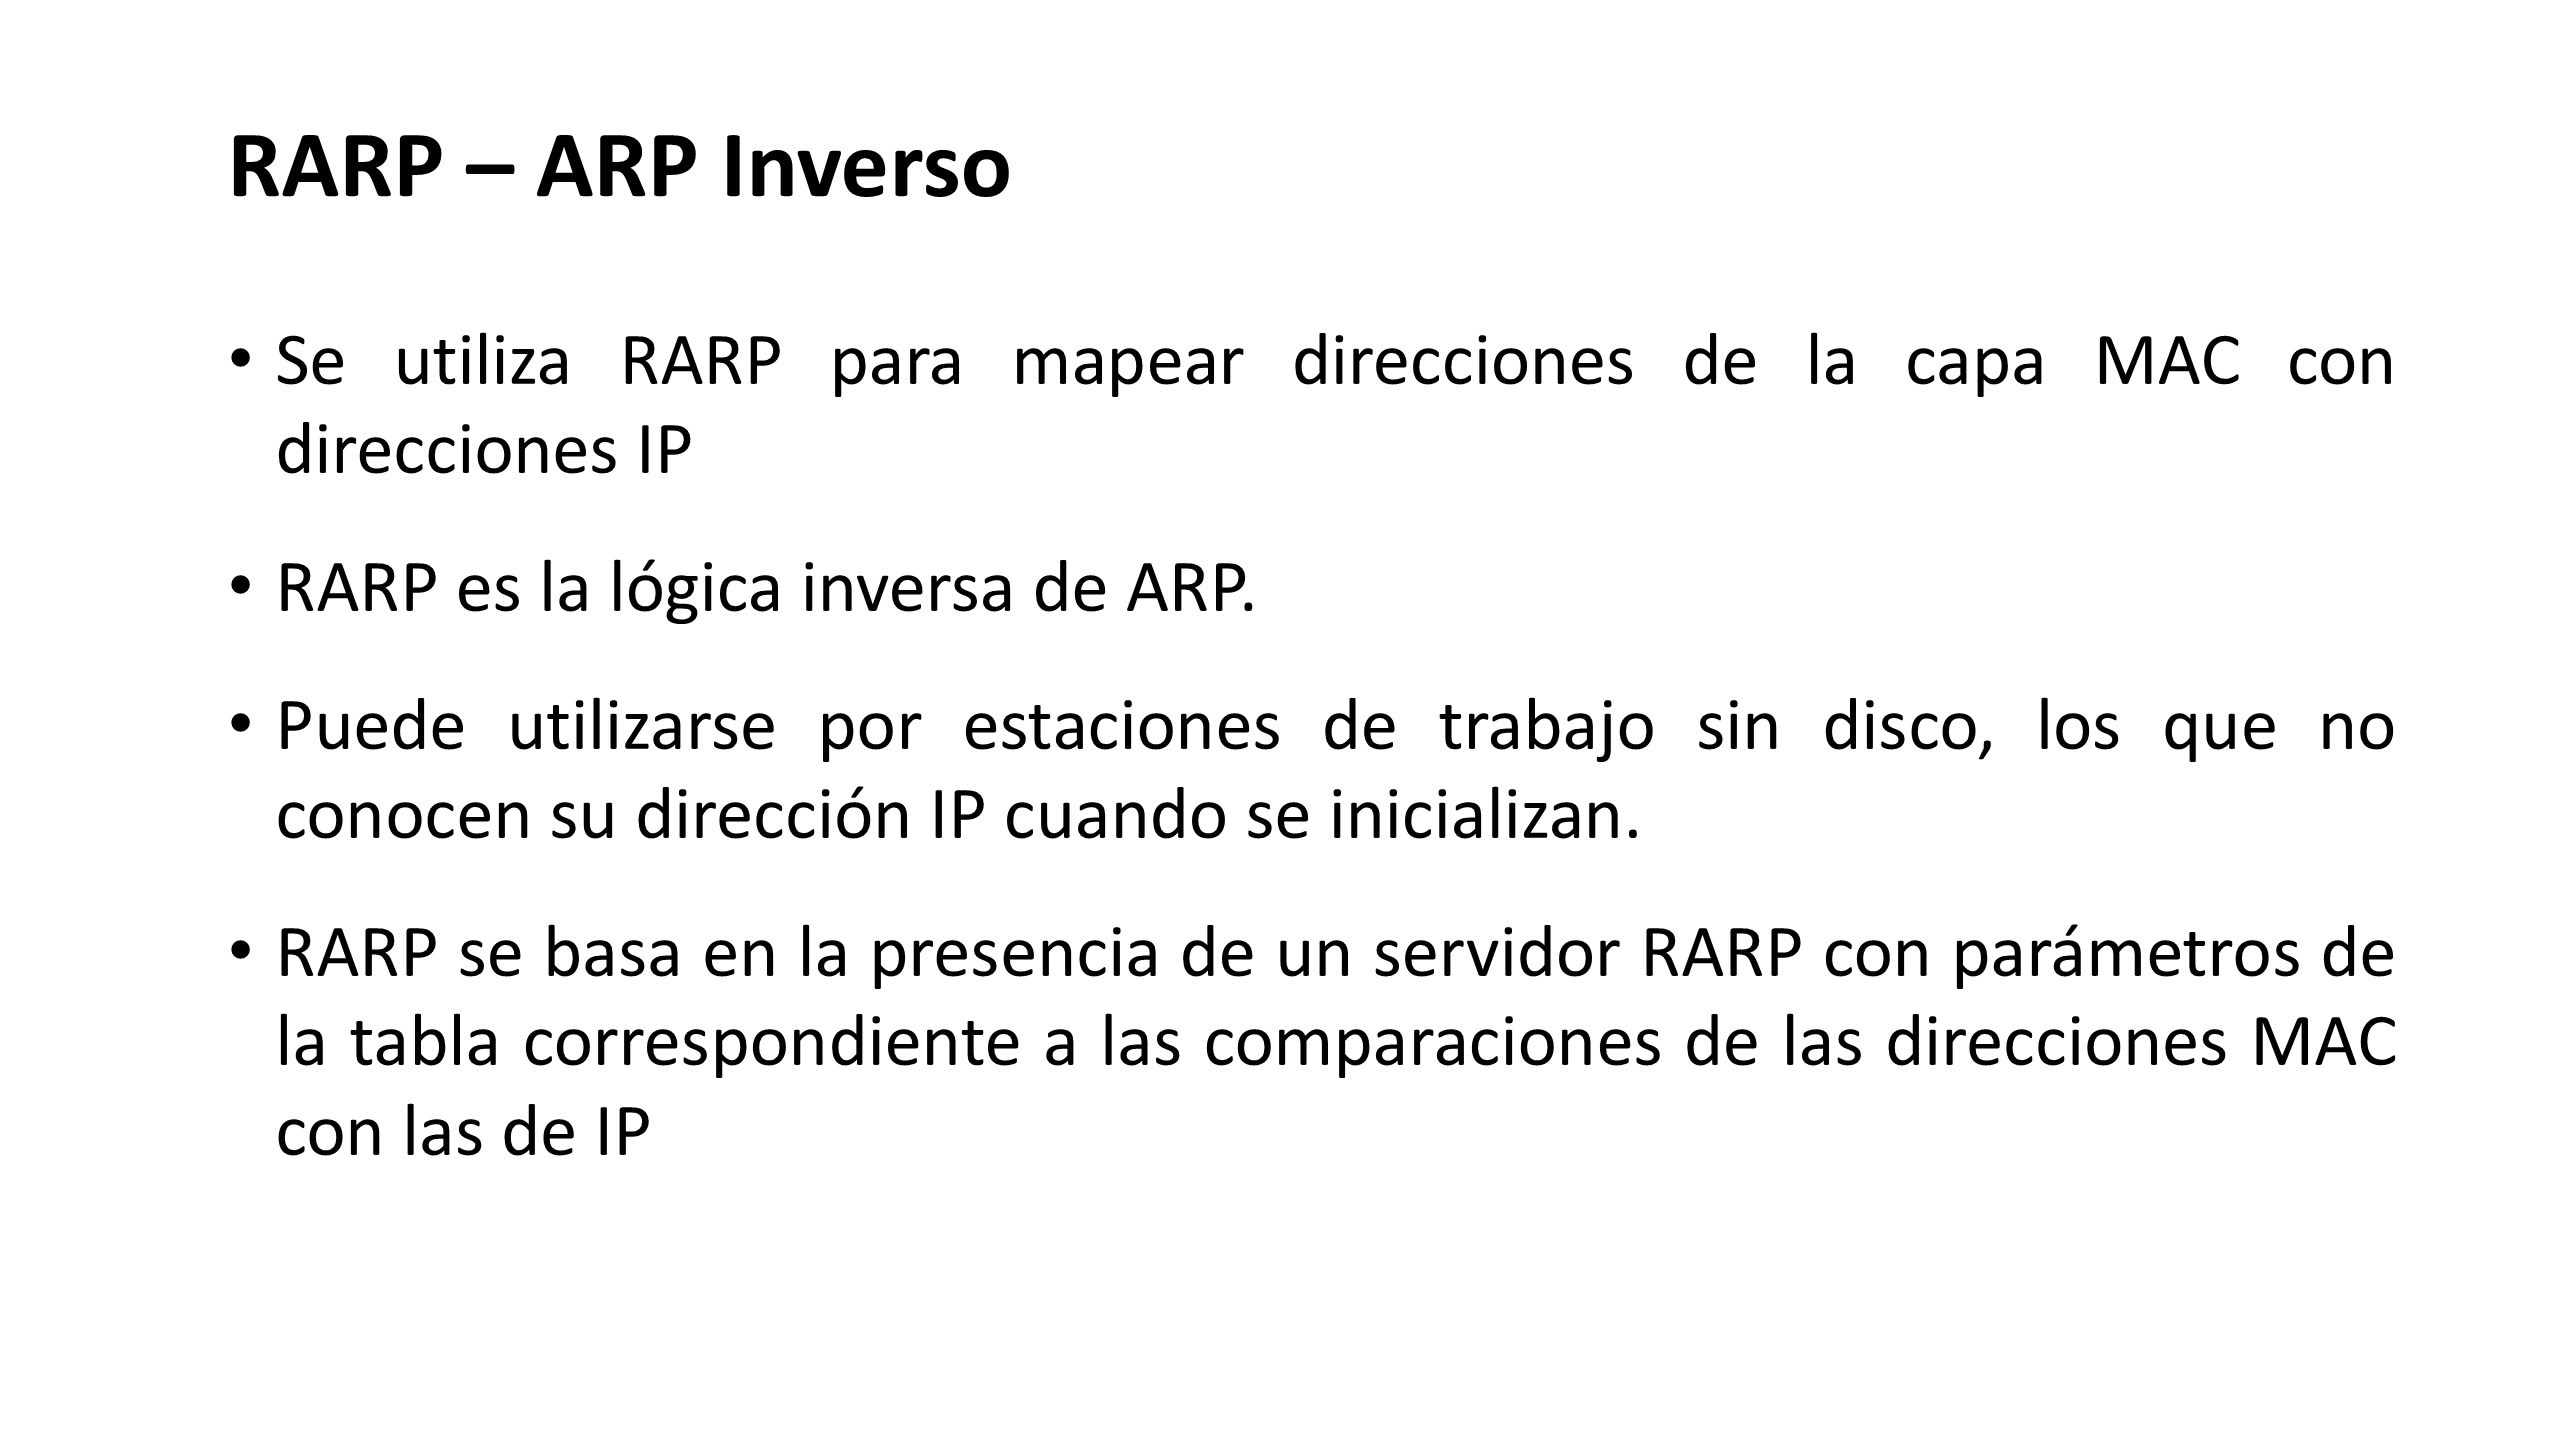 RARP – ARP Inverso
• Se utiliza RARP para mapear direcciones de la capa MAC con
direcciones IP
• RARP es la lógica inversa de ARP.
• Puede utilizarse por estaciones de trabajo sin disco, los que no
conocen su dirección IP cuando se inicializan.
• RARP se basa en la presencia de un servidor RARP con parámetros de
la tabla correspondiente a las comparaciones de las direcciones MAC
con las de IP